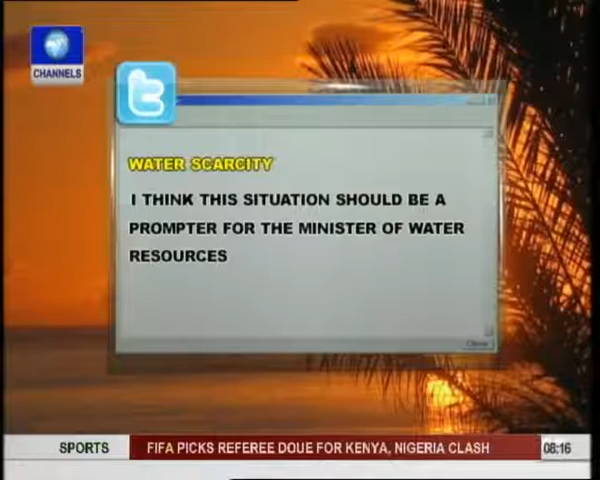 CHANNELS
WATER SCARCITY
I THINK THIS SITUATION SHOULD BE A
PROMPTER FOR THE MINISTER OF WATER
RESOURCES
Close
SPORTS
FIFA PICKS REFEREE DOUE FOR KENYA, NIGERIA CLASH
08:16